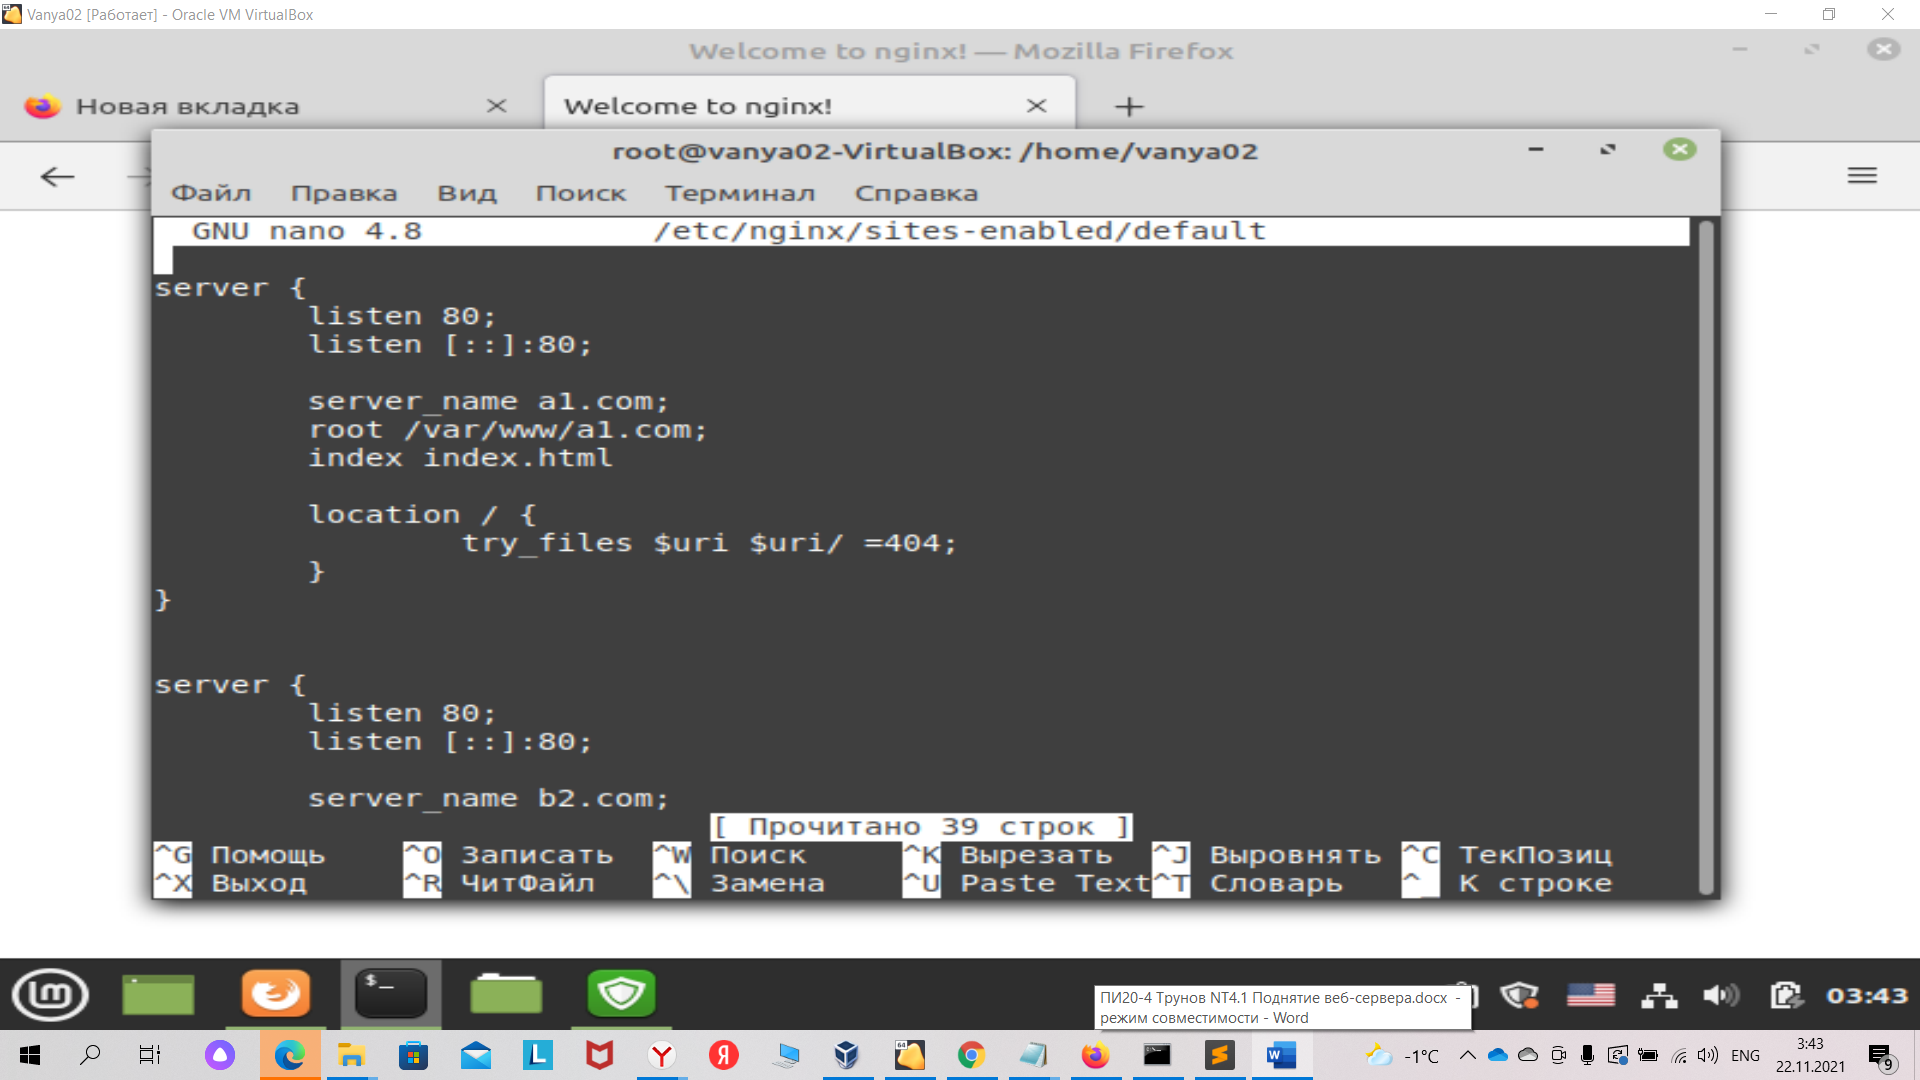 Vanya02 [Работает] - Oracle VM VirtualBox
Welcome to nginx! — Mozilla Firefox
Новая вкладка
Welcome to nginx!
root@vanya02-VirtualBox: /home/vanya02
Файл Правка Вид Поиск Терминал Справка
GNU nano 4.8 /etc/nginx/sites-enabled/default
server {
listen 80;
listen [::]:80;
server_name a1.com;
root /var/www/a1.com;
index index.html
location / {
try_files $uri $uri/ =404;
}
}
server {
listen 80;
listen [::]:80;
server_name b2.com;
[ Прочитано 39 строк ]
^G Помощь ^O Записать ^W Поиск ^K Вырезать ^J Выровнять ^C ТекПозиц
^X Выход ^R ЧитФайл ^\ Замена ^U Paste Text ^T Словарь ^_ К строке
$_
03:43
ПИ20-4 Трунов NT4.1 Поднятие веб-сервера.docx -
режим совместимости - Word
-1°C
ENG
3:43
22.11.2021
9